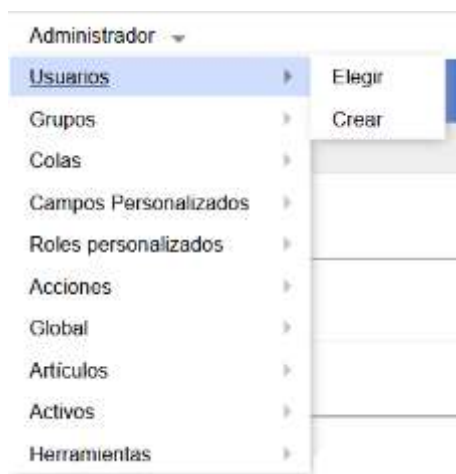 Administrador
Usuarios
Elegir
Grupos
Crear
Colas
Campos Personalizados
Roles personalizados
Acciones
Global
Artículos
Activos
Herramientas